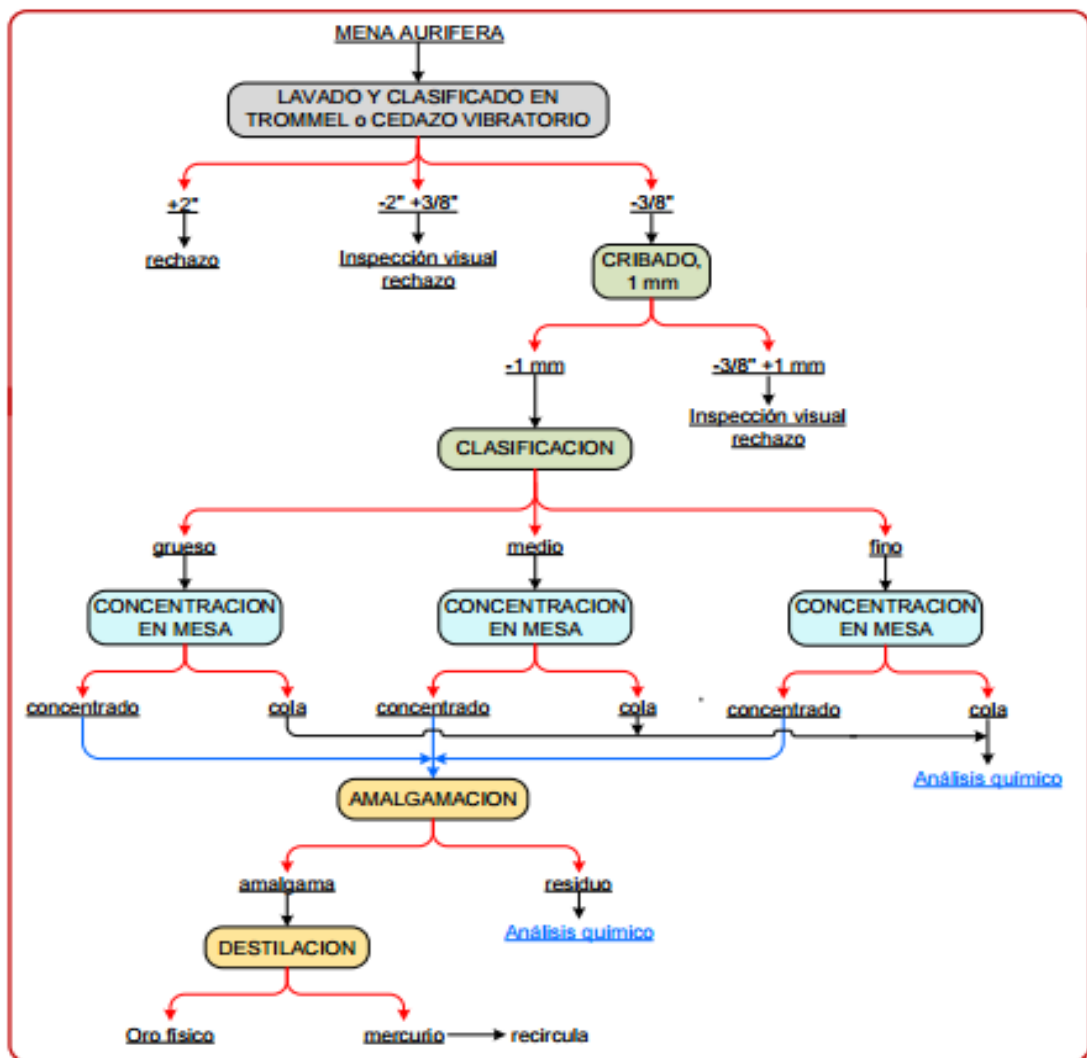 MENA AURIFERA
LAVADO Y CLASIFICADO EN
TROMMEL o CEDAZO VIBRATORIO
+2"
-2" +3/8"
-3/8"
rechazo
Inspección visual
rechazo
CRIBADO,
1 mm
-1 mm
-3/8" +1 mm
Inspección visual
rechazo
CLASIFICACION
grueso
medio
fino
CONCENTRACION
EN MESA
CONCENTRACION
EN MESA
CONCENTRACION
EN MESA
concentrado
cola
concentrado
cola
concentrado
cola
Análisis químico
AMALGAMACION
amalgama
residuo
Análisis químico
DESTILACION
Oro físico
mercurio
recircula